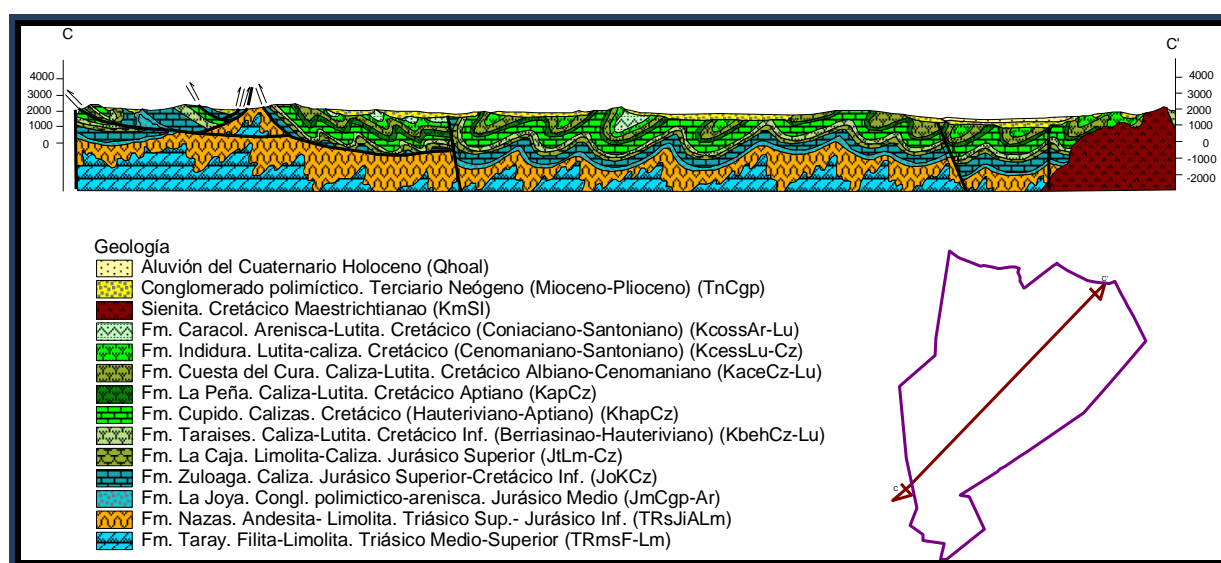 C
C'
4000
3000
2000
1000
0
4000
3000
2000
1000
0
-1000
-2000
Geología
Aluvión del Cuaternario Holoceno (Qhoal)
Conglomerado polimíctico. Terciario Neógeno (Mioceno-Plioceno) (TnCgp)
Sienita. Cretácico Maestrichtianao (KmSI)
Fm. Caracol. Arenisca-Lutita. Cretácico (Coniaciano-Santoniano) (KcossAr-Lu)
Fm. Indidura. Lutita-caliza. Cretácico (Cenomaniano-Santoniano) (KcessLu-Cz)
Fm. Cuesta del Cura. Caliza-Lutita. Cretácico Albiano-Cenomaniano (KaceCz-Lu)
Fm. La Peña. Caliza-Lutita. Cretácico Aptiano (KapCz)
Fm. Cupido. Calizas. Cretácico (Hauteriviano-Aptiano) (KhapCz)
Fm. Taraises. Caliza-Lutita. Cretácico Inf. (Berriasinao-Hauteriviano) (KbehCz-Lu)
Fm. La Caja. Limolita-Caliza. Jurásico Superior (JtLm-Cz)
Fm. Zuloaga. Caliza. Jurásico Superior-Cretácico Inf. (JoKCz)
Fm. La Joya. Congl. polimictico-arenisca. Jurásico Medio (JmCgp-Ar)
Fm. Nazas. Andesita- Limolita. Triásico Sup.- Jurásico Inf. (TRsJiALm)
Fm. Taray. Filita-Limolita. Triásico Medio-Superior (TRmsF-Lm)
C'
C